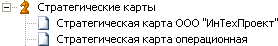 Стратегические карты
Стратегическая карта ООО "ИнТехПроект"
Стратегическая карта операционная